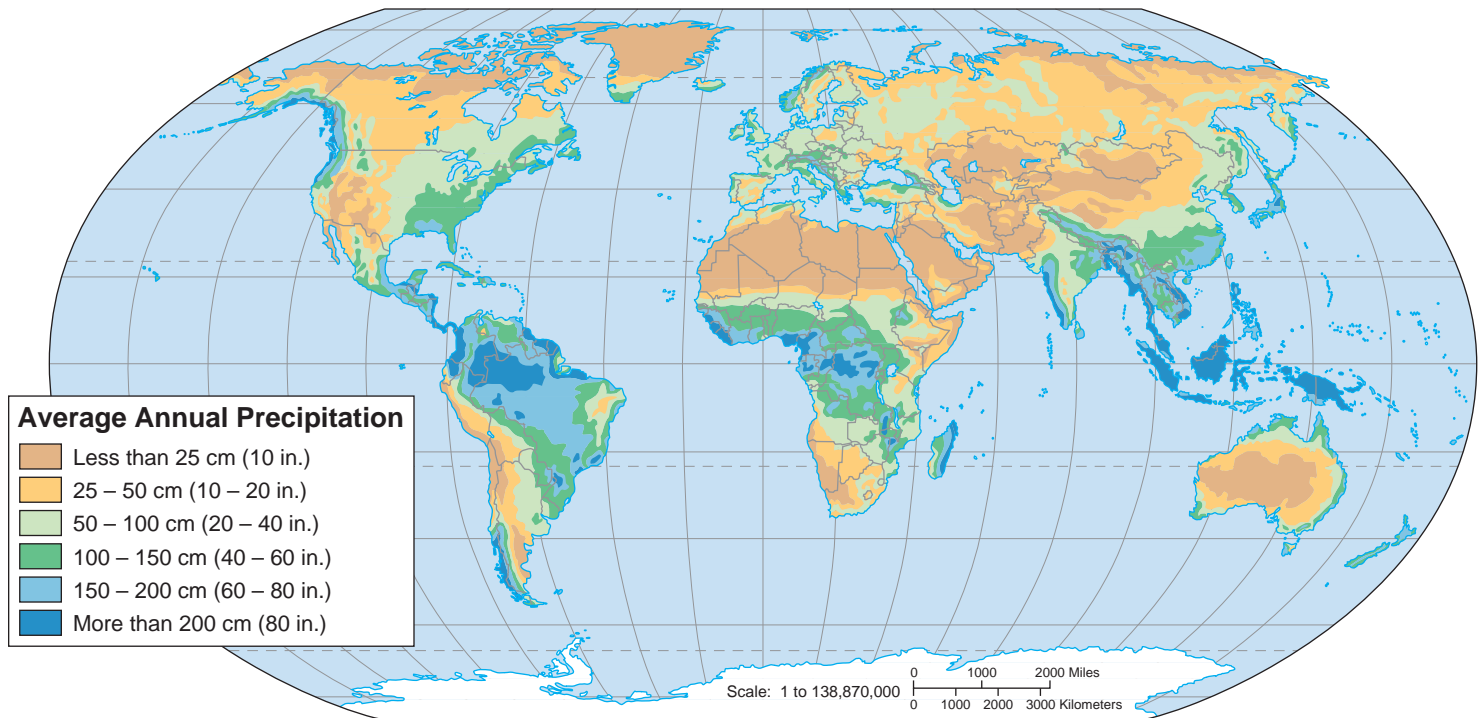 Average Annual Precipitation
Less than 25 cm (10 in.)
25 – 50 cm (10 – 20 in.)
50 – 100 cm (20 – 40 in.)
100 – 150 cm (40 – 60 in.)
150 – 200 cm (60 – 80 in.)
More than 200 cm (80 in.)
0 1000 2000 Miles
Scale: 1 to 138,870,000
0 1000 2000 3000 Kilometers